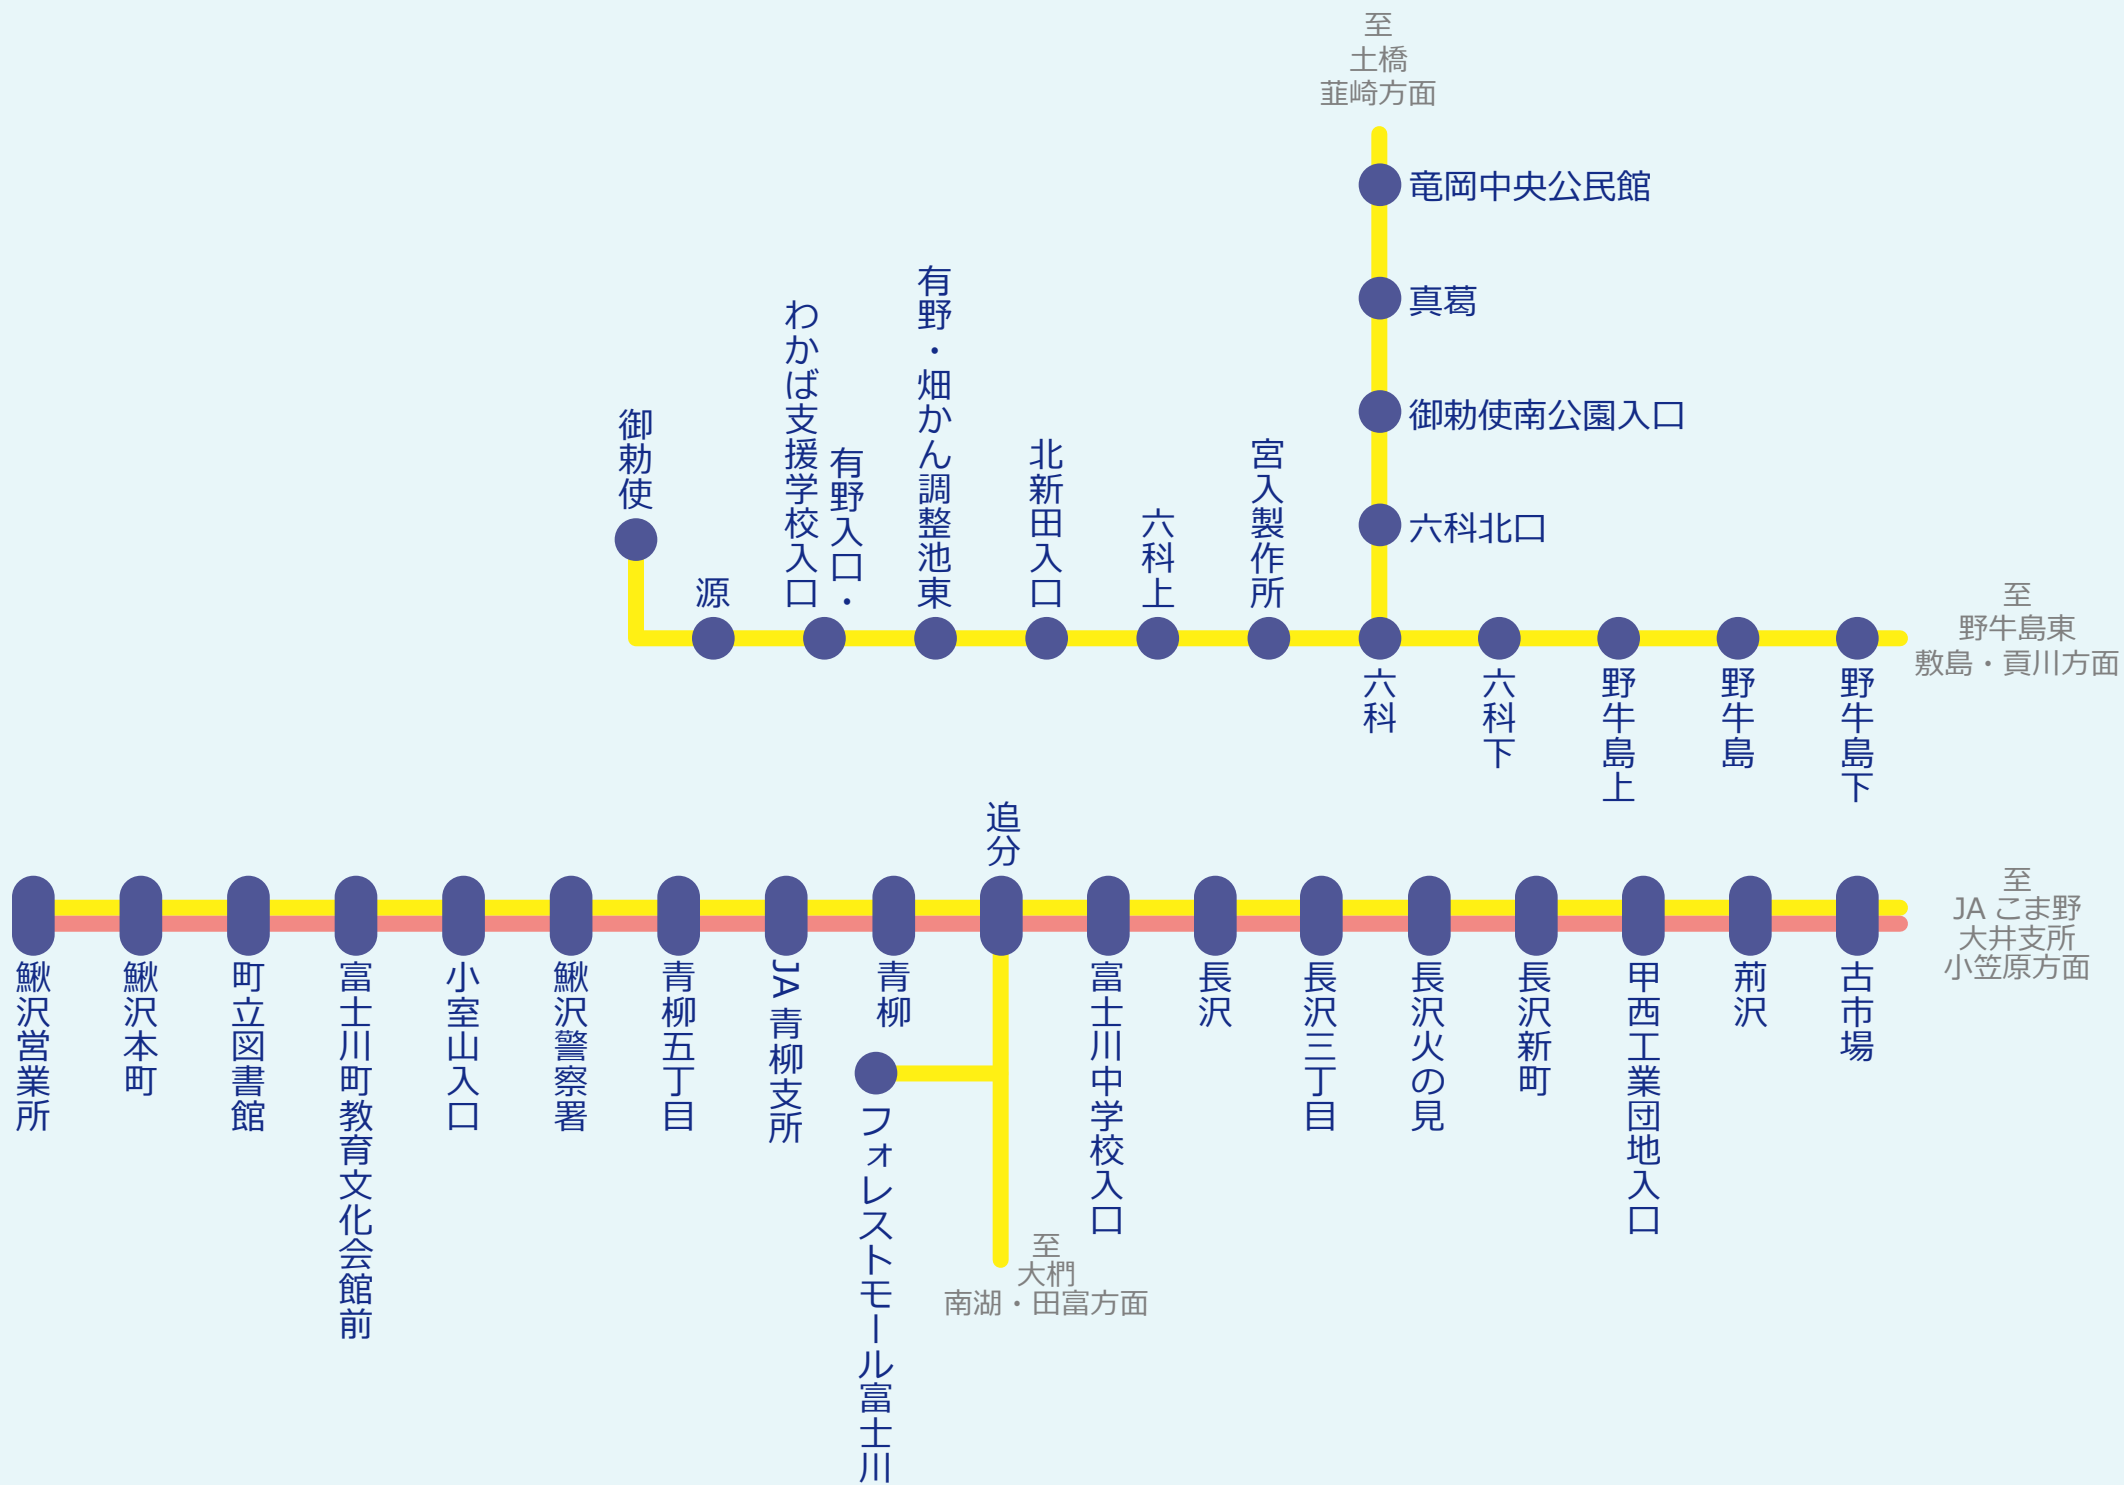 至
土橋
韮崎方面
竜岡中央公民館
真葛
御勅使南公園入口
六科北口
御勅使
源
有野入口・
わかば支援学校入口
有野・畑かん調整池東
北新田入口
六科上
宮入製作所
六科
六科下
野牛島上
野牛島
野牛島下
至
野牛島東
敷島・貢川方面
追分
鰍沢営業所
鰍沢本町
町立図書館
富士川町教育文化会館前
小室山入口
鰍沢警察署
青柳五丁目
JA青柳支所
青柳
富士川中学校入口
長沢
長沢三丁目
長沢火の見
長沢新町
甲西工業団地入口
荊沢
古市場
至
JAこま野
大井支所
小笠原方面
フォレストモール富士川
至
大椚
南湖・田富方面